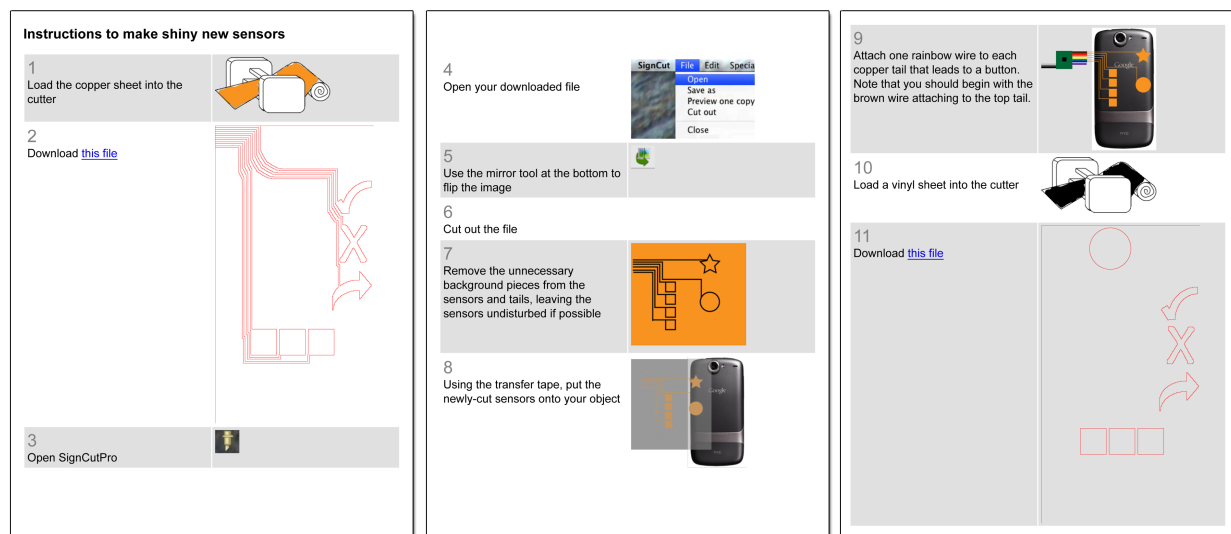 Instructions to make shiny new sensors
1
Load the copper sheet into the
cutter
2
Download this file
3
Open SignCutPro
4
Open your downloaded file
SignCut File Edit Specia
Open
Save as
Preview one copy
Cut out
Close
5
Use the mirror tool at the bottom to
flip the image
6
Cut out the file
7
Remove the unnecessary
background pieces from the
sensors and tails, leaving the
sensors undisturbed if possible
8
Using the transfer tape, put the
newly-cut sensors onto your object
Google
9
Attach one rainbow wire to each
copper tail that leads to a button.
Note that you should begin with the
brown wire attaching to the top tail.
Google
10
Load a vinyl sheet into the cutter
11
Download this file